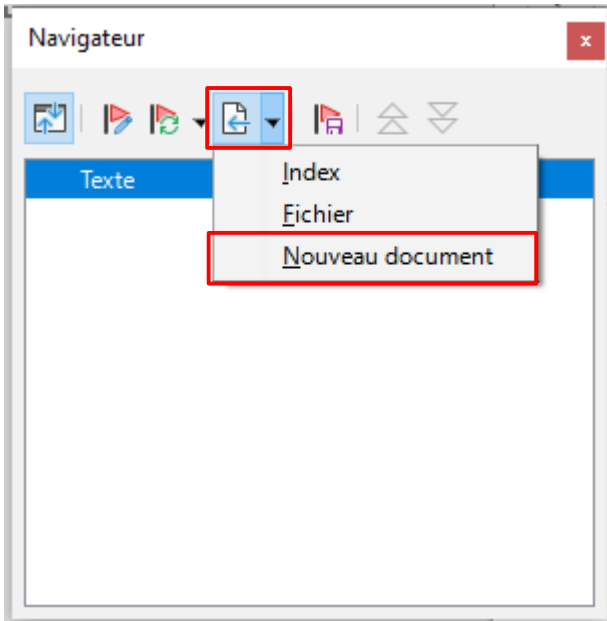 Navigateur
x
Texte
Index
Fichier
Nouveau document